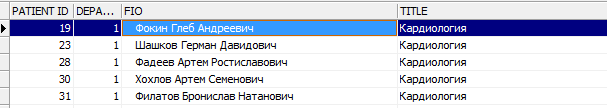 PATIENT ID DEPA... FIO TITLE
19 1 Фокин Глеб Андреевич Кардиология
23 1 Шашков Герман Давидович Кардиология
28 1 Фадеев Артем Ростиславович Кардиология
30 1 Хохлов Артем Семенович Кардиология
31 1 Филатов Бронислав Натанович Кардиология